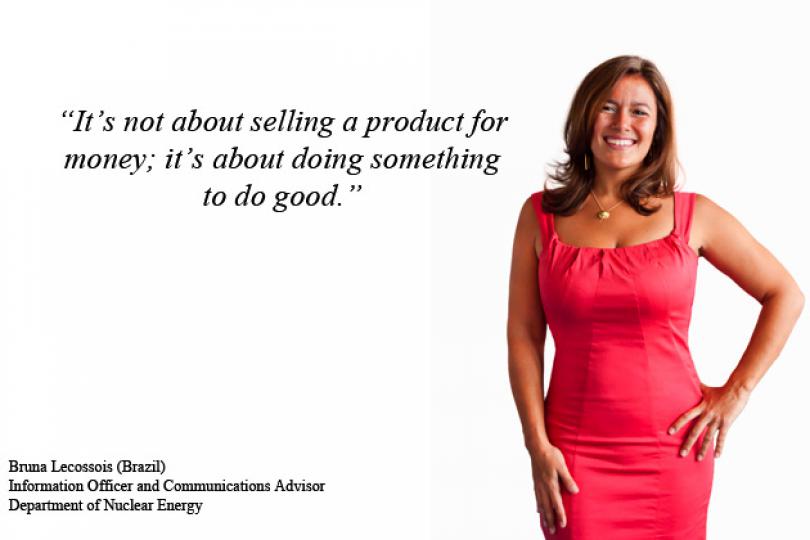 “It’s not about selling a product for
money; it’s about doing something
to do good.”
Bruna Lecossois (Brazil)
Information Officer and Communications Advisor
Department of Nuclear Energy